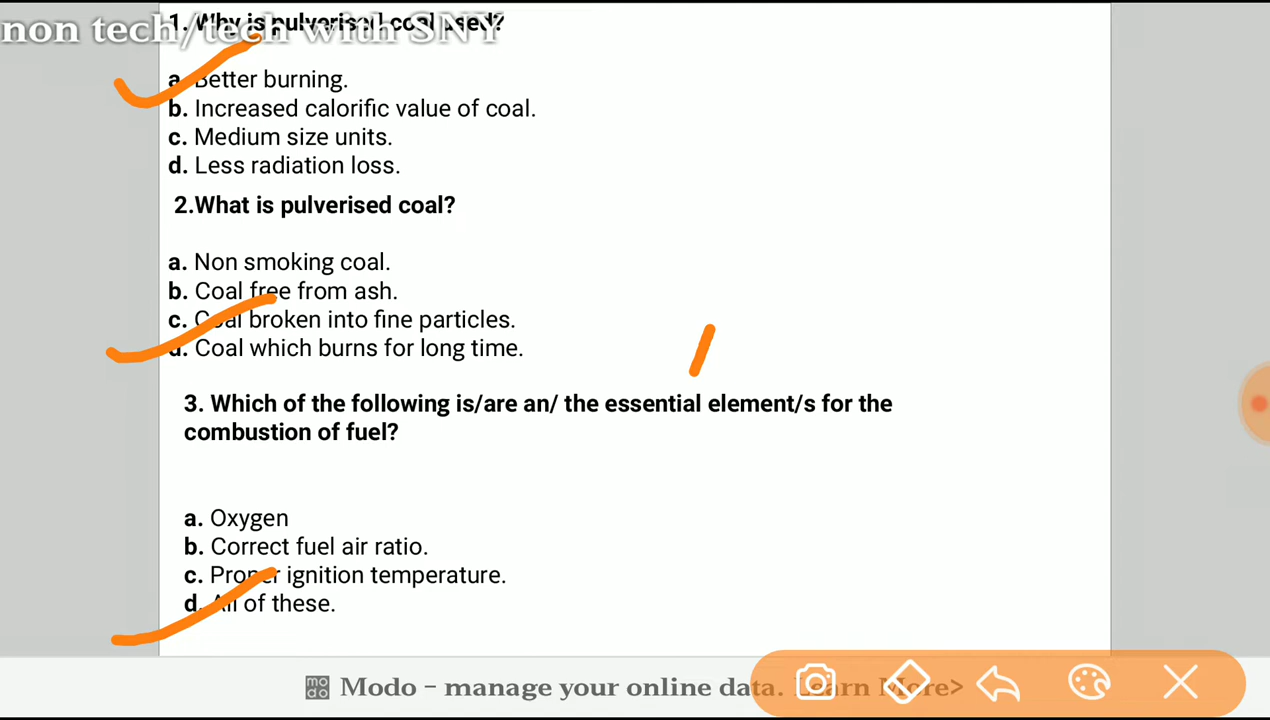 1. Why is pulverised coal used?
non tech/tech with SNY
a. Better burning.
b. Increased calorific value of coal.
c. Medium size units.
d. Less radiation loss.
2.What is pulverised coal?
a. Non smoking coal.
b. Coal free from ash.
c. Coal broken into fine particles.
d. Coal which burns for long time.
3. Which of the following is/are an/ the essential element/s for the
combustion of fuel?
a. Oxygen
b. Correct fuel air ratio.
c. Proper ignition temperature.
d. All of these.
modo Modo – manage your online data. Learn More>